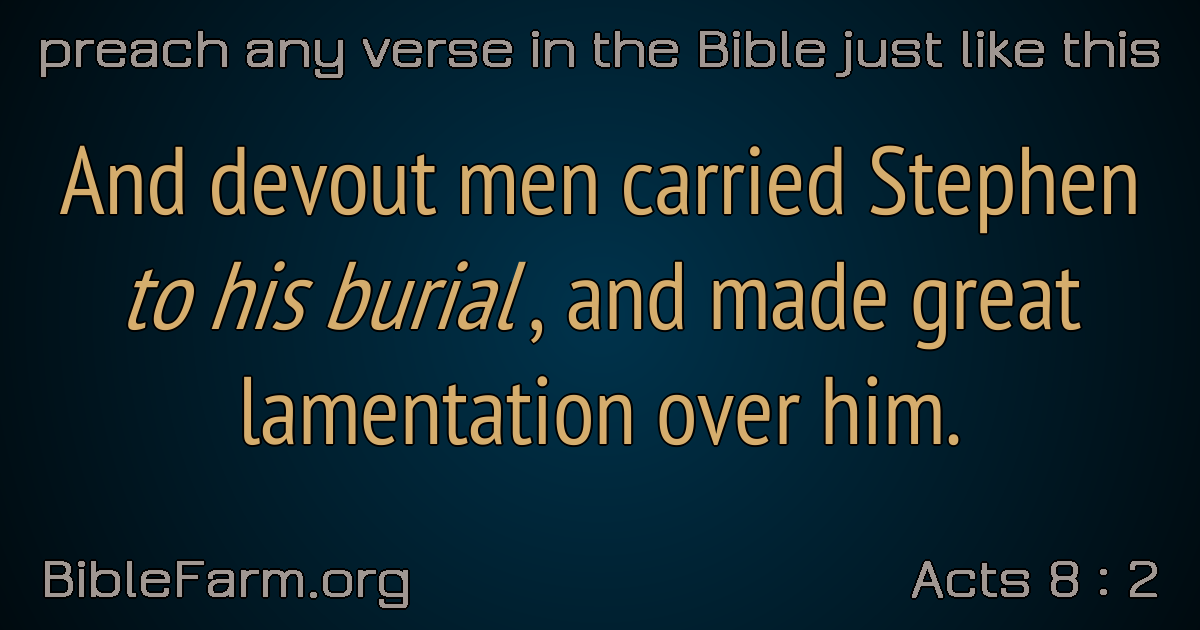 preach any verse in the Bible just like this
And devout men carried Stephen
to his burial, and made great
lamentation over him.
BibleFarm.org
Acts 8 : 2